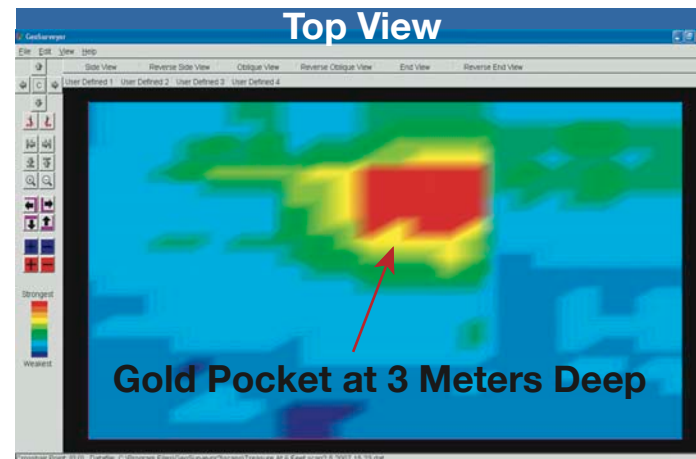 Top View
GeoSurveyor
File Edit View Help
Side View Reverse Side View Oblique View Reverse Oblique View End View Reverse End View
C User Defined 1 User Defined 2 User Defined 3 User Defined 4
Strongest
Weakest
Gold Pocket at 3 Meters Deep